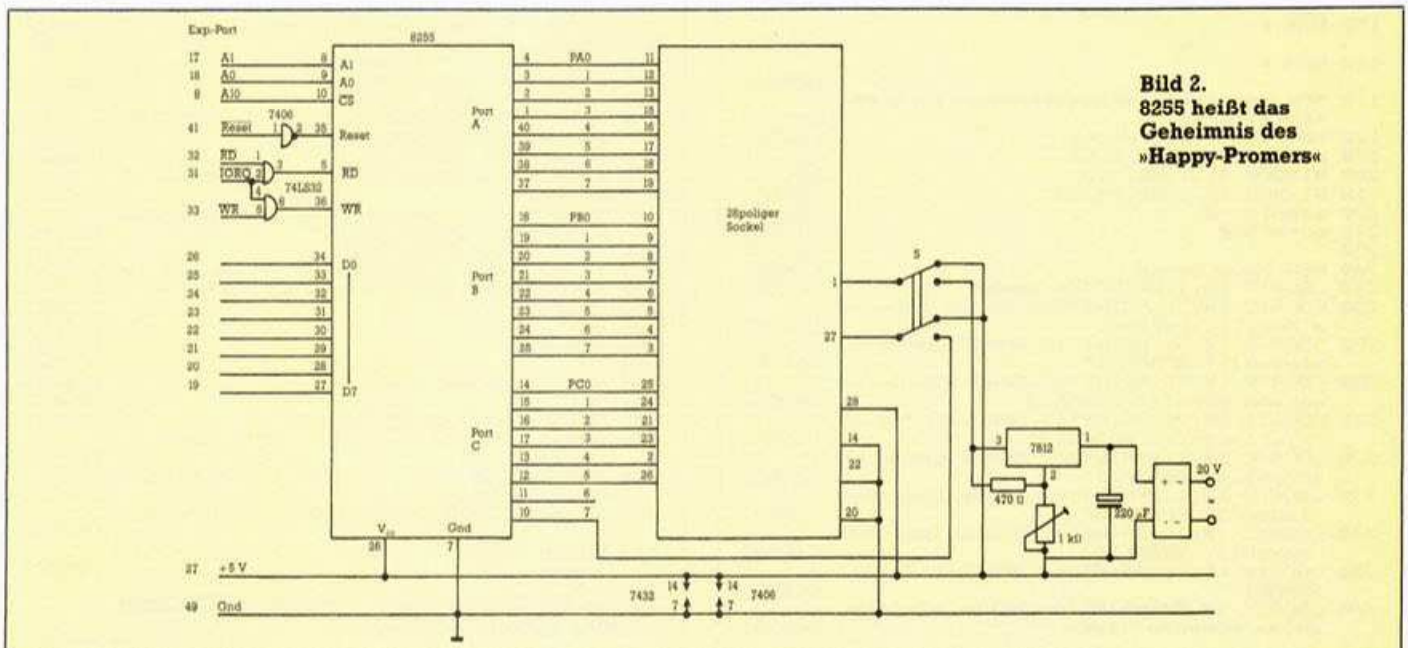 Exp-Port
8255
Bild 2.
8255 heißt das
Geheimnis des
»Happy-Promers«
17 A1 8 A1
18 A0 9 A0
9 A10 10 CS
7406
41 Reset 1 2 35 Reset
32 RD 1
31 IORQ 2 3 5 RD
4 74LS32
33 WR 5 6 36 WR
26 34 D0
25 33
24 32
23 31
22 30
21 29
20 28
19 27 D7
Port
A
4 PA0 11
3 1 12
2 2 13
1 3 15
40 4 16
39 5 17
38 6 18
37 7 19
Port
B
18 PB0 10
19 1 9
20 2 8
21 3 7
22 4 6
23 5 5
24 6 4
25 7 3
Port
C
14 PC0 25
15 1 24
16 2 21
17 3 23
13 4 2
12 5 26
11 6
10 7
28poliger
Sockel
1
27
28
14
22
20
S
3 7812 1
2
470 Ω
1 kΩ
220 µF
+ ~
- ~
20 V
=
26 Gnd
7
27 +5 V
49 Gnd
14 14
7432 7406
7 7